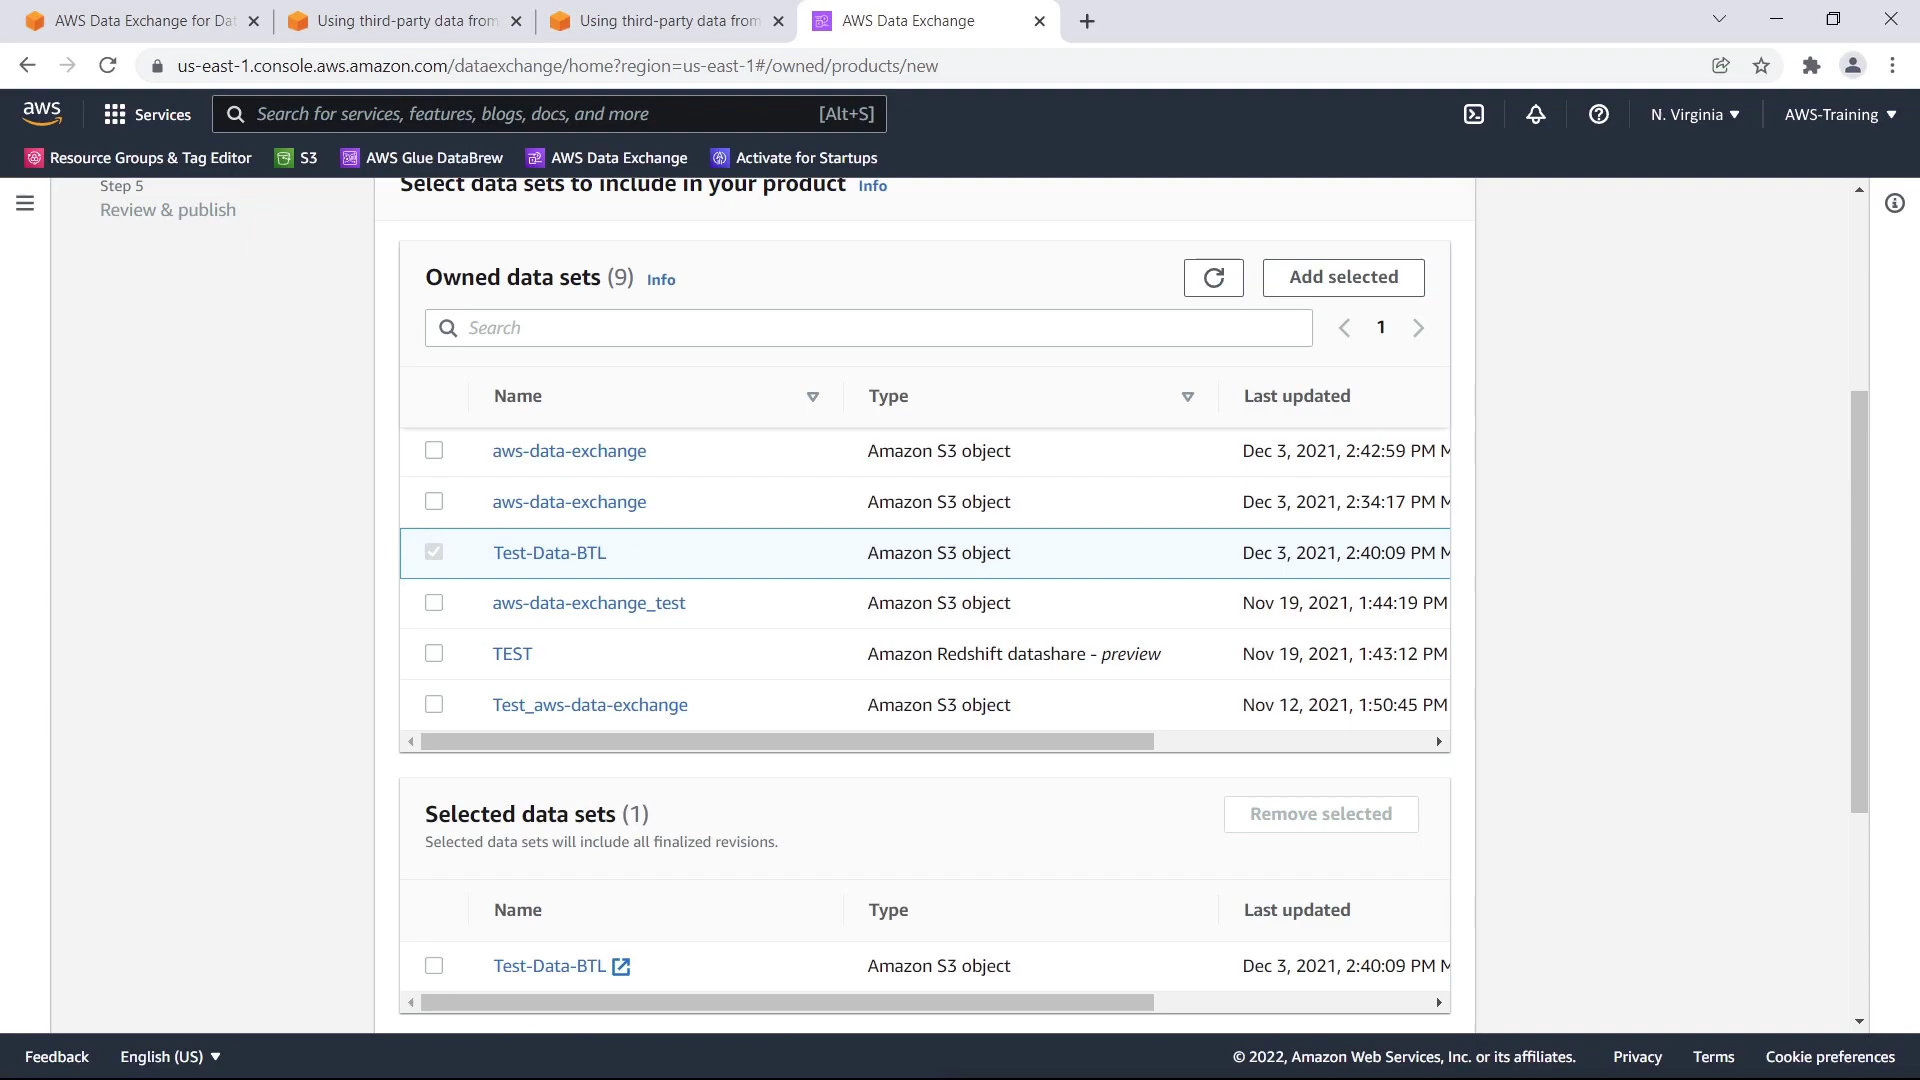 AWS Data Exchange for Dat
Using third-party data from
Using third-party data from
AWS Data Exchange
us-east-1.console.aws.amazon.com/dataexchange/home?region=us-east-1#/owned/products/new
aws
Services
Search for services, features, blogs, docs, and more
[Alt+S]
N. Virginia
AWS-Training
Resource Groups & Tag Editor
S3
AWS Glue DataBrew
AWS Data Exchange
Activate for Startups
Step 5
Review & publish
Select data sets to include in your product Info
Owned data sets (9) Info
Add selected
Search
1
Name Type Last updated
aws-data-exchange Amazon S3 object Dec 3, 2021, 2:42:59 PM M
aws-data-exchange Amazon S3 object Dec 3, 2021, 2:34:17 PM M
Test-Data-BTL Amazon S3 object Dec 3, 2021, 2:40:09 PM M
aws-data-exchange_test Amazon S3 object Nov 19, 2021, 1:44:19 PM
TEST Amazon Redshift datashare - preview Nov 19, 2021, 1:43:12 PM
Test_aws-data-exchange Amazon S3 object Nov 12, 2021, 1:50:45 PM
Selected data sets (1)
Remove selected
Selected data sets will include all finalized revisions.
Name Type Last updated
Test-Data-BTL Amazon S3 object Dec 3, 2021, 2:40:09 PM M
Feedback
English (US)
© 2022, Amazon Web Services, Inc. or its affiliates.
Privacy
Terms
Cookie preferences